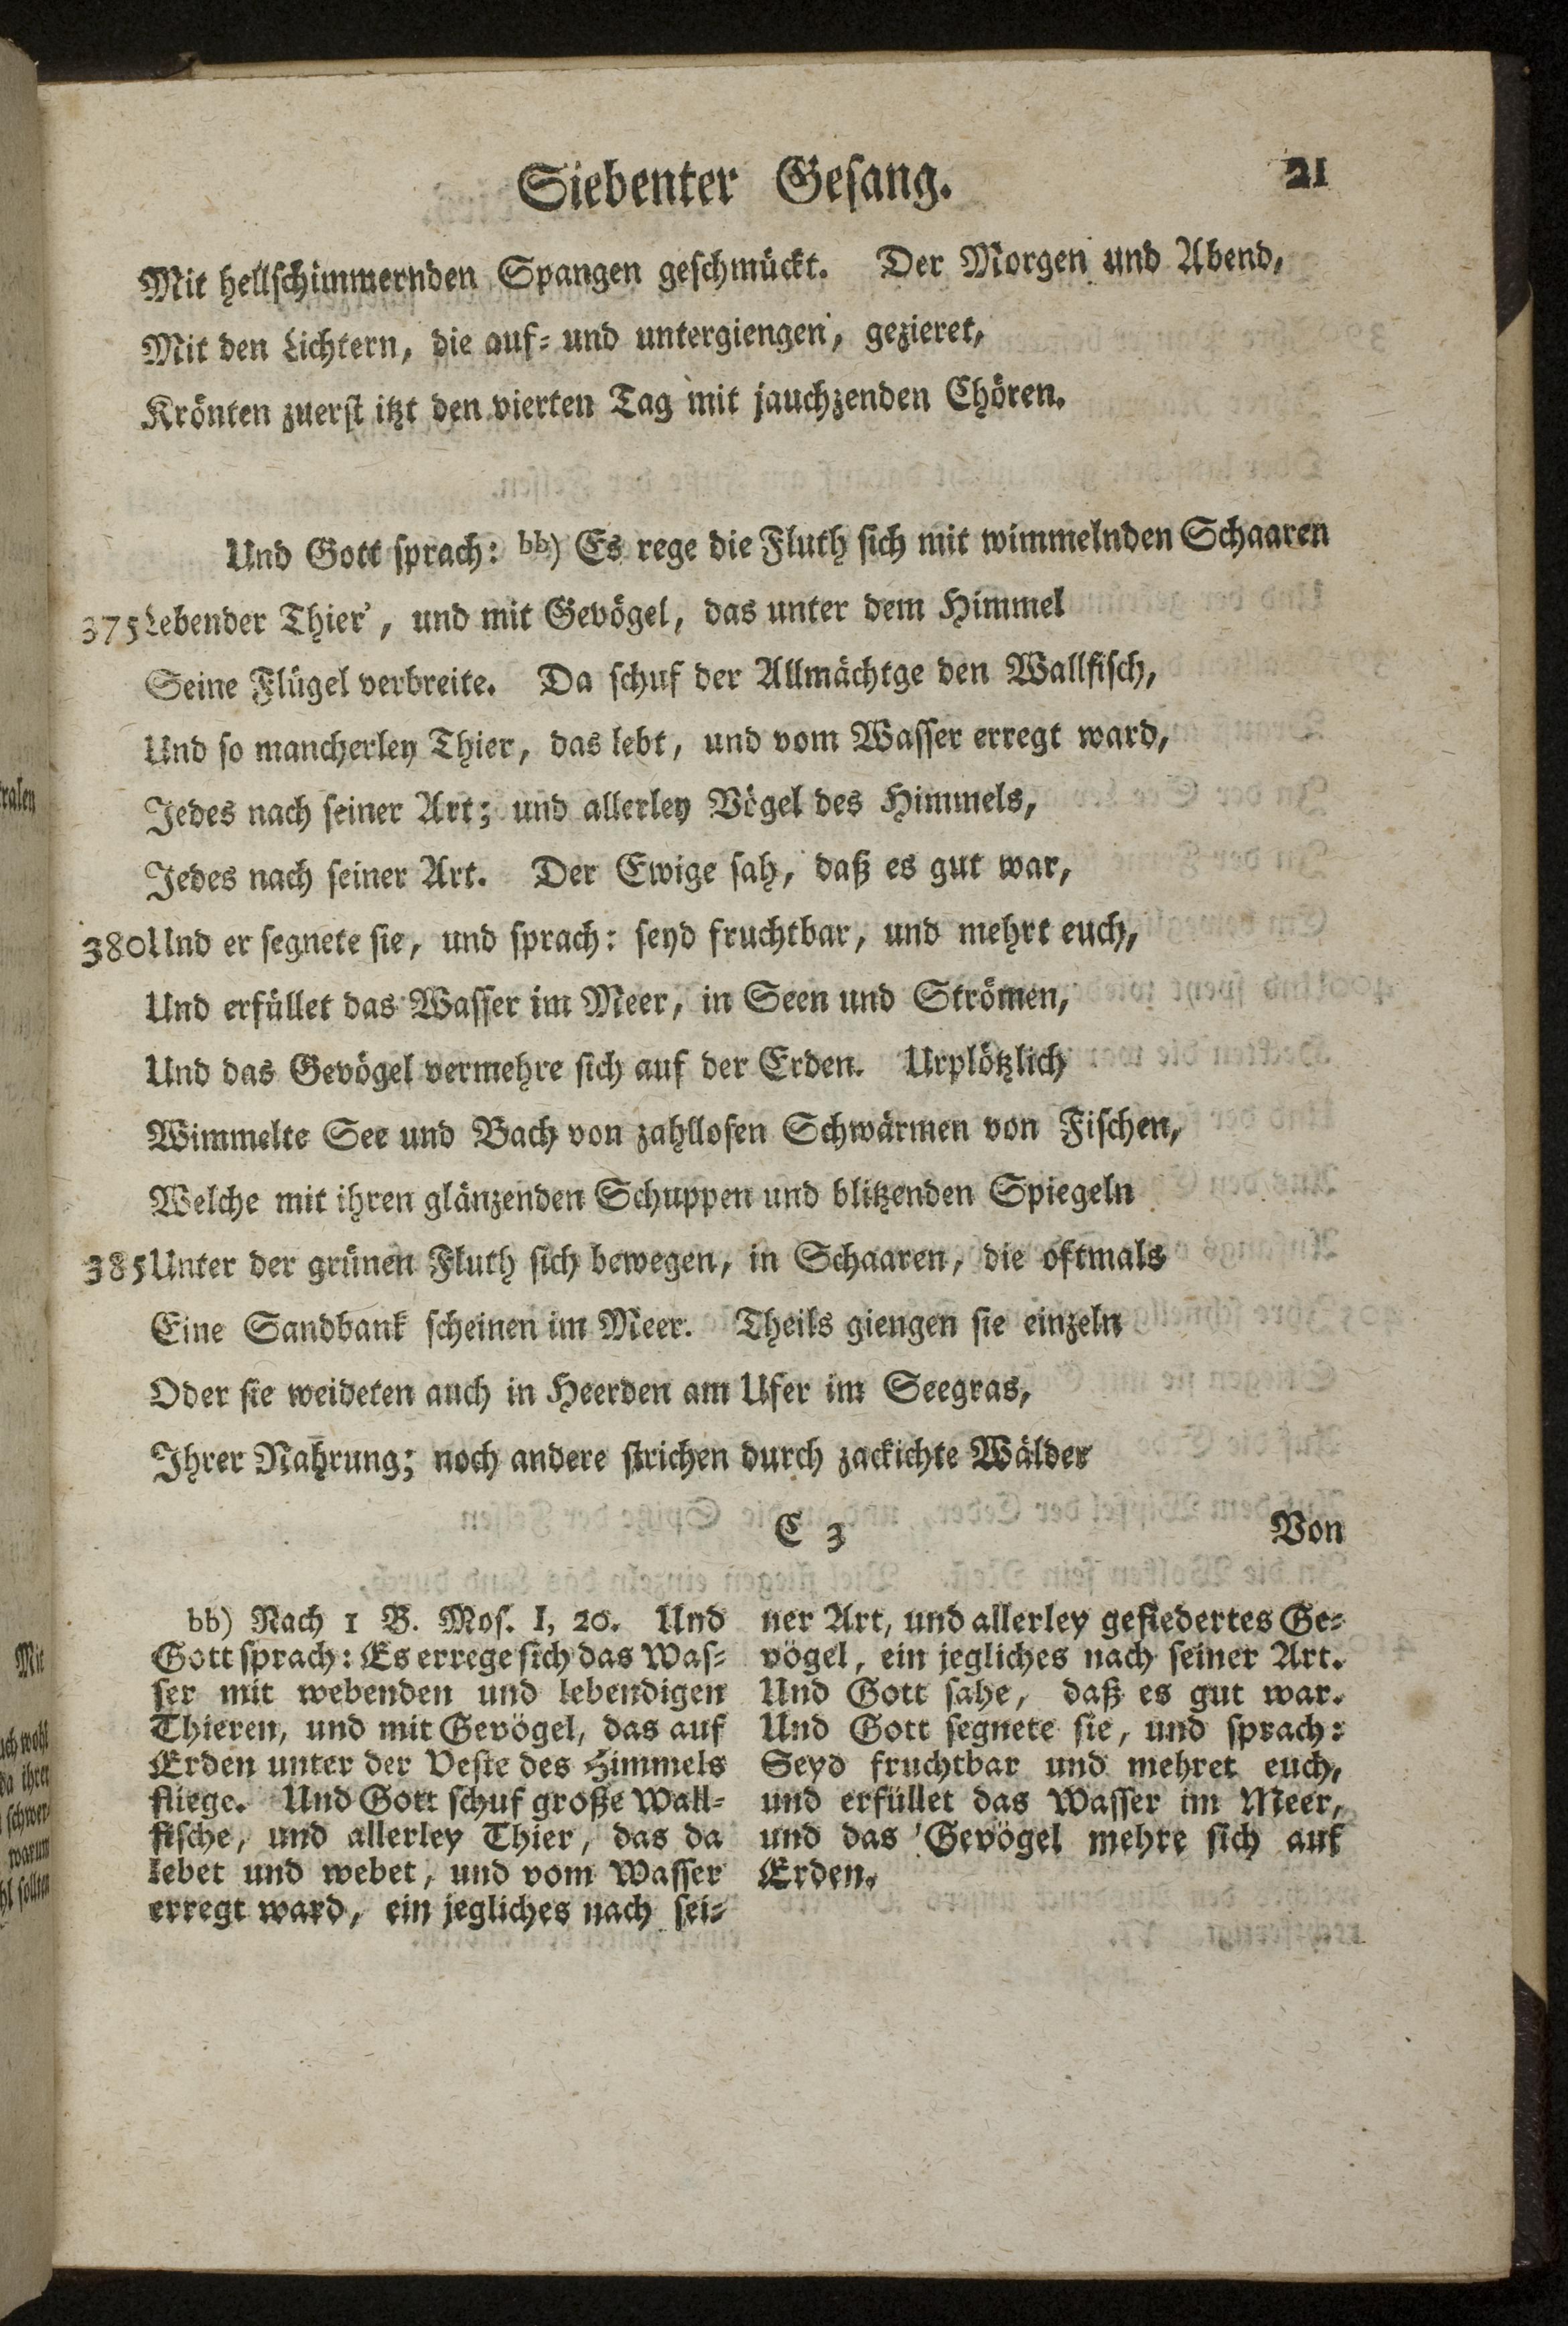 Siebenter Gesang. 21
Mit hellschimmernden Spangen geschmückt. Der Morgen und Abend,
Mit den Lichtern, die auf- und untergiengen, gezieret,
Krönten zuerst itzt den vierten Tag mit jauchzenden Chören.
Und Gott sprach: bb) Es rege die Fluth sich mit wimmelnden Schaaren
375 Lebender Thier', und mit Gevögel, das unter dem Himmel
Seine Flügel verbreite. Da schuf der Allmächtge den Wallfisch,
Und so mancherley Thier, das lebt, und vom Wasser erregt ward,
Jedes nach seiner Art; und allerley Vögel des Himmels,
Jedes nach seiner Art. Der Ewige sah, daß es gut war,
380 Und er segnete sie, und sprach: seyd fruchtbar, und mehrt euch,
Und erfüllet das Wasser im Meer, in Seen und Strömen,
Und das Gevögel vermehre sich auf der Erden. Urplötzlich
Wimmelte See und Bach von zahllosen Schwärmen von Fischen,
Welche mit ihren glänzenden Schuppen und blitzenden Spiegeln
385 Unter der grünen Fluth sich bewegen, in Schaaren, die oftmals
Eine Sandbank scheinen im Meer. Theils giengen sie einzeln
Oder sie weideten auch in Heerden am Ufer im Seegras,
Ihrer Nahrung; noch andere strichen durch zackichte Wälder
C 3 Von
bb) Nach 1 B. Mos. I, 20. Und
Gott sprach: Es errege sich das Was-
ser mit webenden und lebendigen
Thieren, und mit Gevögel, das auf
Erden unter der Veste des Himmels
fliege. Und Gott schuf große Wall-
fische, und allerley Thier, das da
lebet und webet, und vom Wasser
erregt ward, ein jegliches nach sei-
ner Art, und allerley gefiedertes Ge-
vögel, ein jegliches nach seiner Art.
Und Gott sahe, daß es gut war.
Und Gott segnete sie, und sprach:
Seyd fruchtbar und mehret euch,
und erfüllet das Wasser im Meer,
und das Gevögel mehre sich auf
Erden.